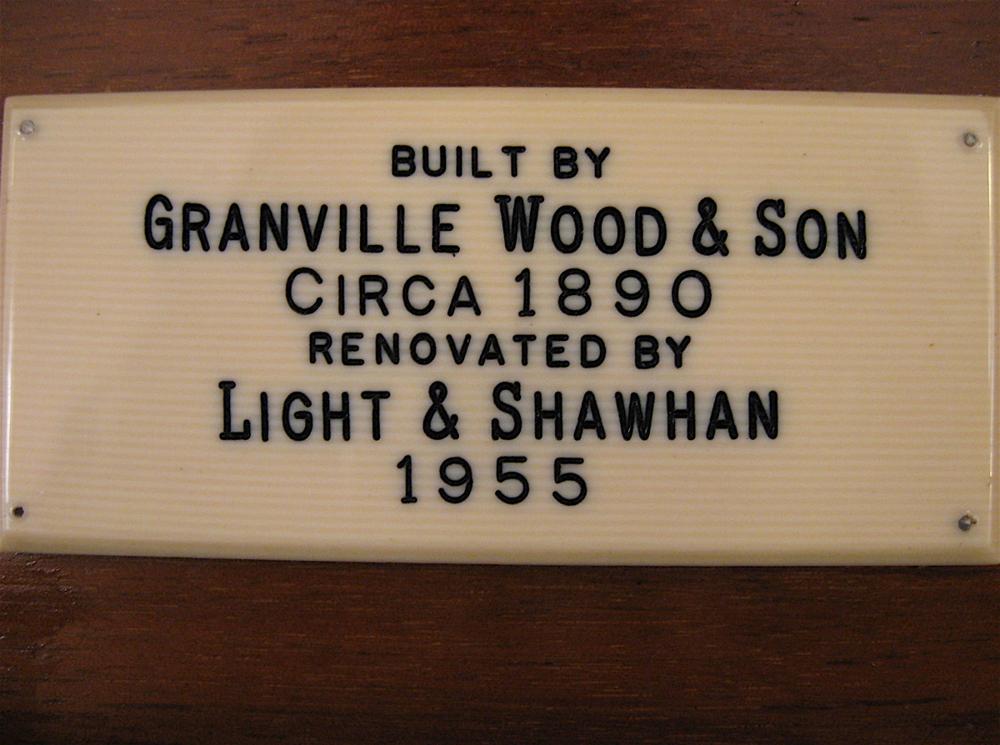 BUILT BY
GRANVILLE WOOD & SON
CIRCA 1890
RENOVATED BY
LIGHT & SHAWHAN
1955